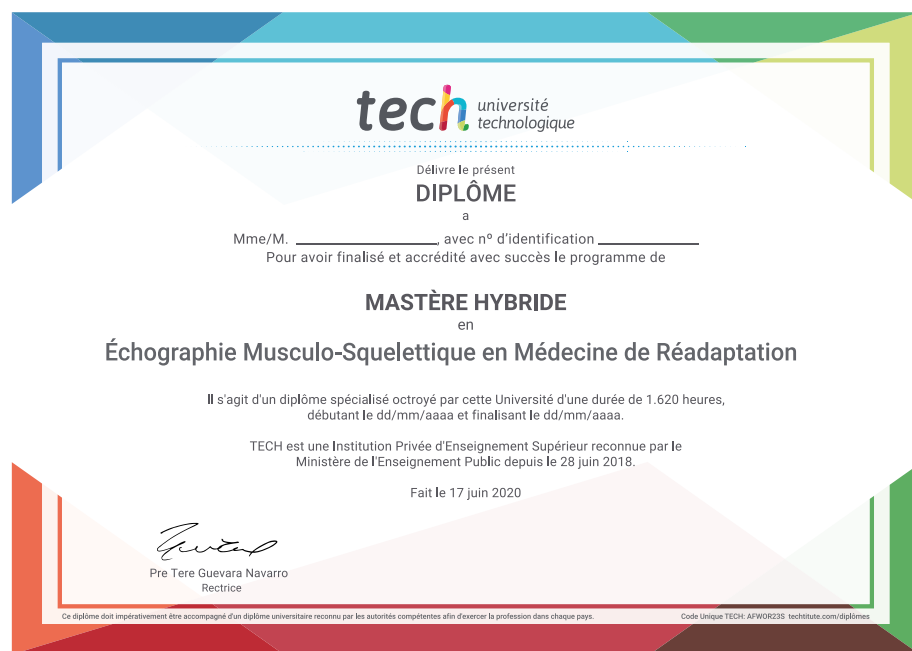 tech université
technologique
Délivre le présent
DIPLÔME
a
Mme/M. ____________________, avec nº d'identification ______________
Pour avoir finalisé et accrédité avec succès le programme de
MASTÈRE HYBRIDE
en
Échographie Musculo-Squelettique en Médecine de Réadaptation
Il s'agit d'un diplôme spécialisé octroyé par cette Université d'une durée de 1.620 heures,
débutant le dd/mm/aaaa et finalisant le dd/mm/aaaa.
TECH est une Institution Privée d'Enseignement Supérieur reconnue par le
Ministère de l'Enseignement Public depuis le 28 juin 2018.
Fait le 17 juin 2020
Pre Tere Guevara Navarro
Rectrice
Ce diplôme doit impérativement être accompagné d'un diplôme universitaire reconnu par les autorités compétentes afin d'exercer la profession dans chaque pays.
Code Unique TECH: AFWOR23S techtitute.com/diplômes